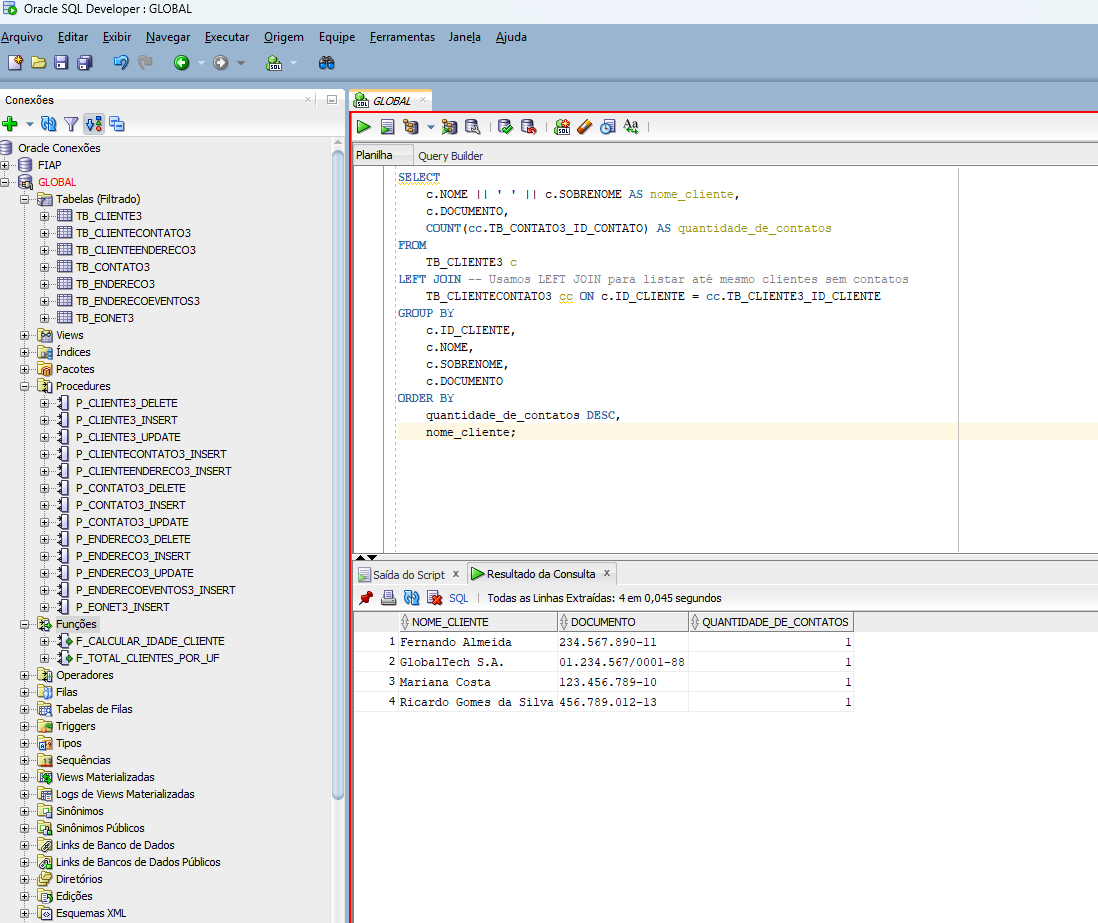 Oracle SQL Developer : GLOBAL
Arquivo Editar Exibir Navegar Executar Origem Equipe Ferramentas Janela Ajuda
Conexões
Oracle Conexões
FIAP
GLOBAL
Tabelas (Filtrado)
TB_CLIENTE3
TB_CLIENTECONTATO3
TB_CLIENTEENDERECO3
TB_CONTATO3
TB_ENDERECO3
TB_ENDERECOEVENTOS3
TB_EONET3
Views
Índices
Pacotes
Procedures
P_CLIENTE3_DELETE
P_CLIENTE3_INSERT
P_CLIENTE3_UPDATE
P_CLIENTECONTATO3_INSERT
P_CLIENTEENDERECO3_INSERT
P_CONTATO3_DELETE
P_CONTATO3_INSERT
P_CONTATO3_UPDATE
P_ENDERECO3_DELETE
P_ENDERECO3_INSERT
P_ENDERECO3_UPDATE
P_ENDERECOEVENTOS3_INSERT
P_EONET3_INSERT
Funções
F_CALCULAR_IDADE_CLIENTE
F_TOTAL_CLIENTES_POR_UF
Operadores
Filas
Tabelas de Filas
Triggers
Tipos
Sequências
Views Materializadas
Logs de Views Materializadas
Sinônimos
Sinônimos Públicos
Links de Banco de Dados
Links de Bancos de Dados Públicos
Diretórios
Edições
Esquemas XML
GLOBAL
Planilha Query Builder
SELECT
c.NOME || ' ' || c.SOBRENOME AS nome_cliente,
c.DOCUMENTO,
COUNT(cc.TB_CONTATO3_ID_CONTATO) AS quantidade_de_contatos
FROM
TB_CLIENTE3 c
LEFT JOIN -- Usamos LEFT JOIN para listar até mesmo clientes sem contatos
TB_CLIENTECONTATO3 cc ON c.ID_CLIENTE = cc.TB_CLIENTE3_ID_CLIENTE
GROUP BY
c.ID_CLIENTE,
c.NOME,
c.SOBRENOME,
c.DOCUMENTO
ORDER BY
quantidade_de_contatos DESC,
nome_cliente;
Saída do Script x Resultado da Consulta x
SQL | Todas as Linhas Extraídas: 4 em 0,045 segundos
NOME_CLIENTE DOCUMENTO QUANTIDADE_DE_CONTATOS
1 Fernando Almeida 234.567.890-11 1
2 GlobalTech S.A. 01.234.567/0001-88 1
3 Mariana Costa 123.456.789-10 1
4 Ricardo Gomes da Silva 456.789.012-13 1